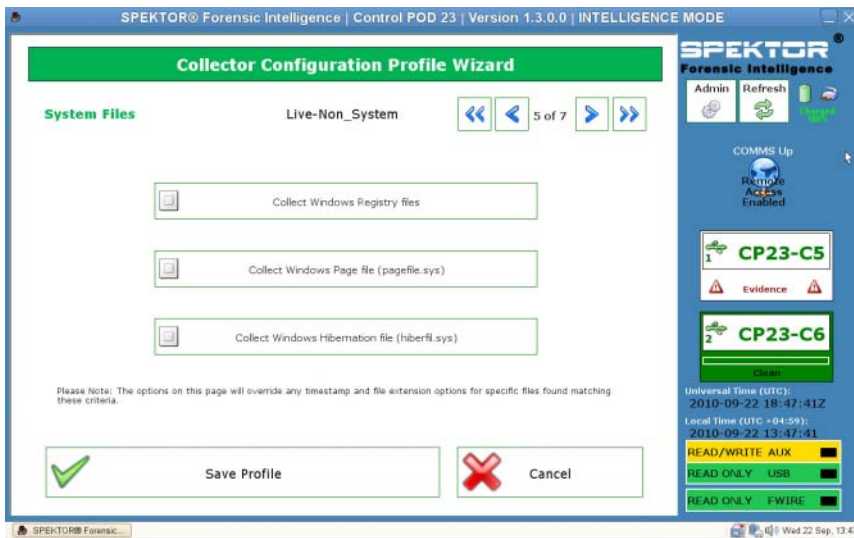 SPEKTOR® Forensic Intelligence | Control POD 23 | Version 1.3.0.0 | INTELLIGENCE MODE
Collector Configuration Profile Wizard
System Files
Live-Non_System
5 of 7
Collect Windows Registry files
Collect Windows Page file (pagefile.sys)
Collect Windows Hibernation file (hiberfil.sys)
Please Note: The options on this page will override any timestamp and file extension options for specific files found matching
these criteria.
Save Profile
Cancel
SPEKTOR®
Forensic Intelligence
Admin
Refresh
COMMS Up
Remote
Access
Enabled
1
CP23-C5
Evidence
2
CP23-C6
Clean
Universal Time (UTC):
2010-09-22 18:47:41Z
Local Time (UTC +04:59):
2010-09-22 13:47:41
READ/WRITE AUX
READ ONLY USB
READ ONLY FWIRE
SPEKTOR® Forensic...
Wed 22 Sep, 13:4